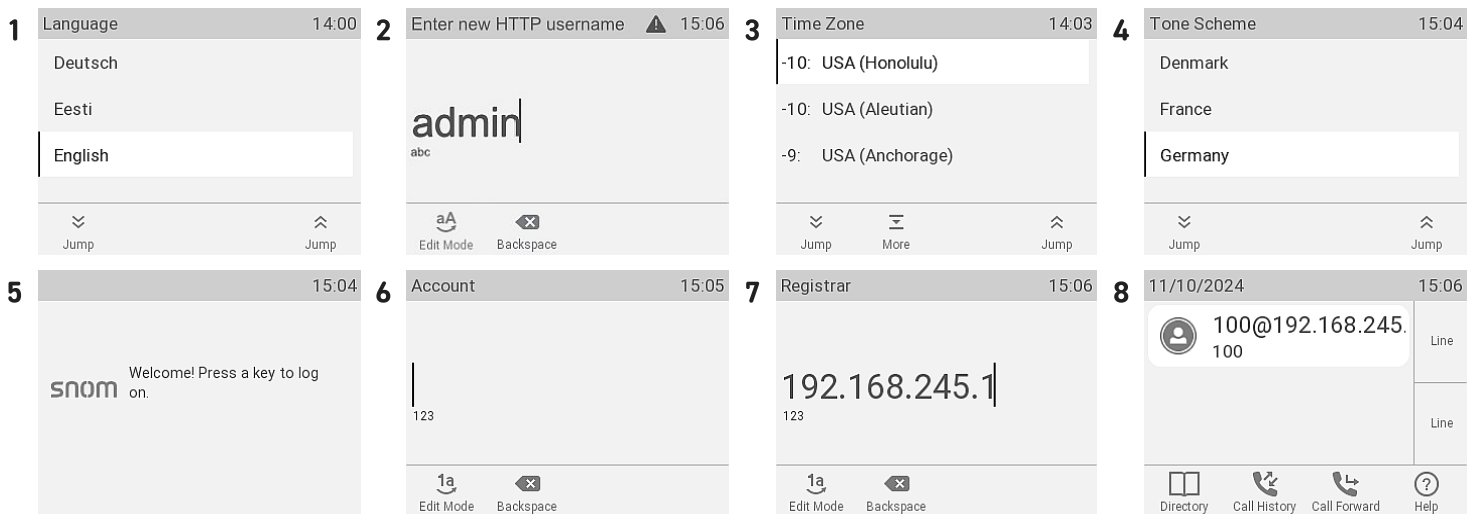 1
Language 14:00
Deutsch
Eesti
English
Jump Jump
2
Enter new HTTP username 15:06
admin
abc
aA
Edit Mode Backspace
3
Time Zone 14:03
-10: USA (Honolulu)
-10: USA (Aleutian)
-9: USA (Anchorage)
Jump More Jump
4
Tone Scheme 15:04
Denmark
France
Germany
Jump Jump
5
15:04
snom
Welcome! Press a key to log
on.
6
Account 15:05
123
1a
Edit Mode Backspace
7
Registrar 15:06
192.168.245.1
123
1a
Edit Mode Backspace
8
11/10/2024 15:06
100@192.168.245.
100
Line
Line
Directory Call History Call Forward Help